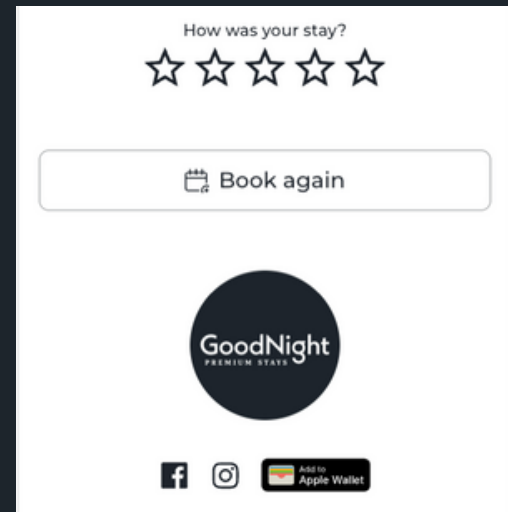 How was your stay?
Book again
GoodNight
PREMIUM STAYS
Add to
Apple Wallet